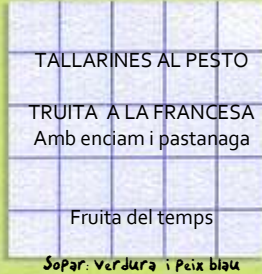 TALLARINES AL PESTO
TRUITA A LA FRANCESA
Amb enciam i pastanaga
Fruita del temps
Sopar: Verdura i Peix blau